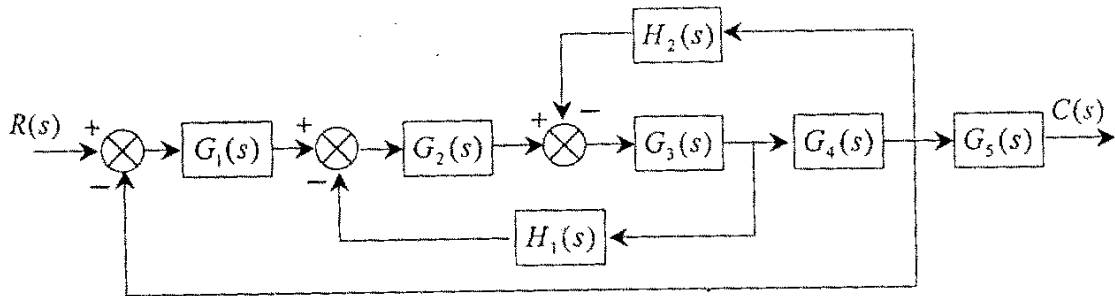 H₂(s)
−
R(s)
+
G₁(s)
+
G₂(s)
+
G₃(s)
G₄(s)
G₅(s)
C(s)
−
−
H₁(s)